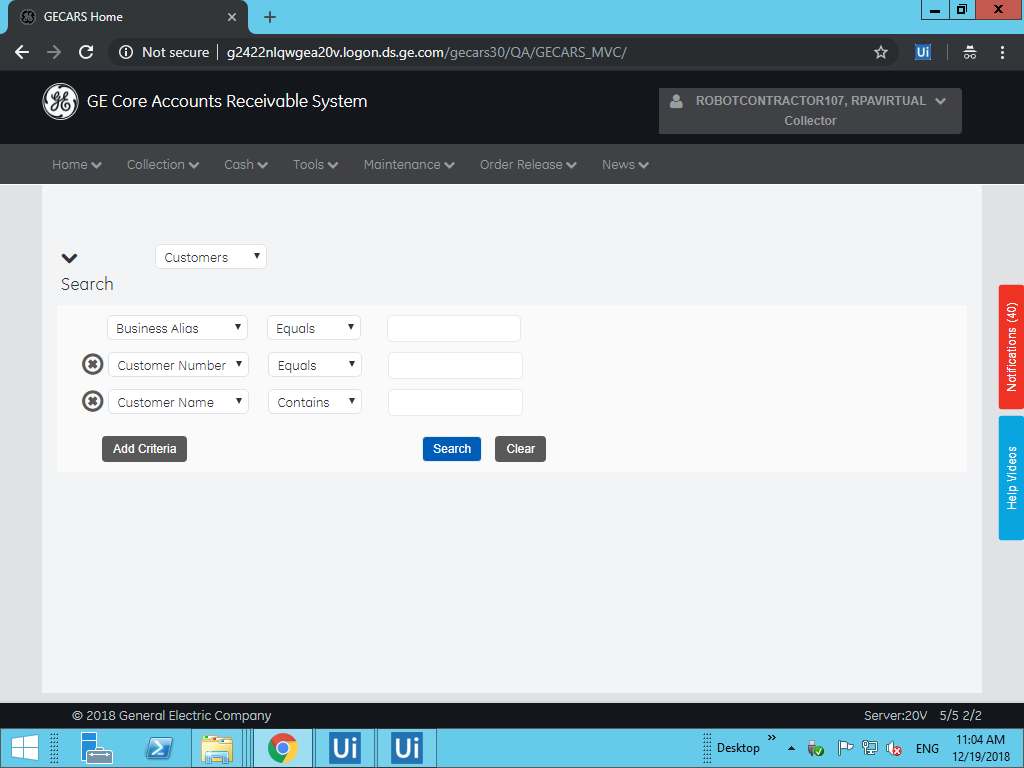 GECARS Home
Not secure | g2422nlqwgea20v.logon.ds.ge.com/gecars30/QA/GECARS_MVC/
Ui
GE Core Accounts Receivable System
ROBOTCONTRACTOR107, RPAVIRTUAL
Collector
Home Collection Cash Tools Maintenance Order Release News
Customers
Search
Business Alias Equals
Customer Number Equals
Customer Name Contains
Add Criteria Search Clear
Notifications (40)
Help Videos
© 2018 General Electric Company Server:20V 5/5 2/2
Ui Ui Desktop » ENG 11:04 AM
12/19/2018